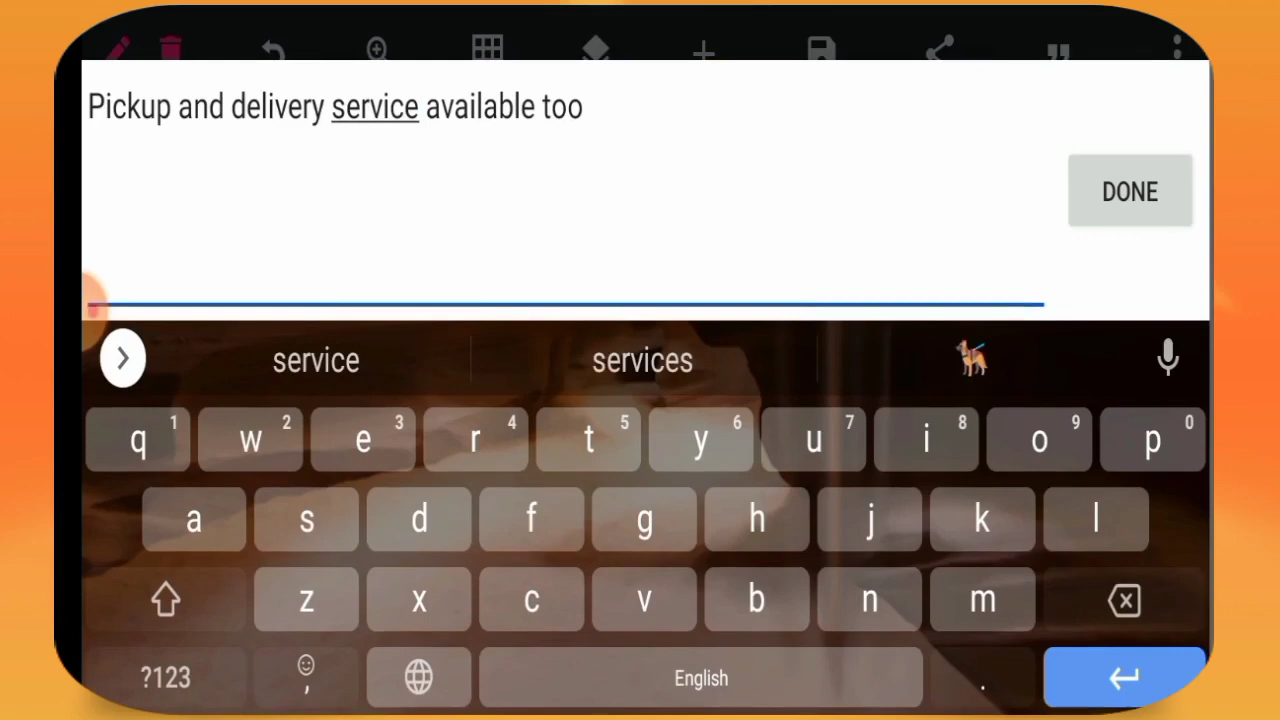 Pickup and delivery service available too
DONE
service services
q 1 w 2 e 3 r 4 t 5 y 6 u 7 i 8 o 9 p 0
a s d f g h j k l
z x c v b n m
?123 , English .